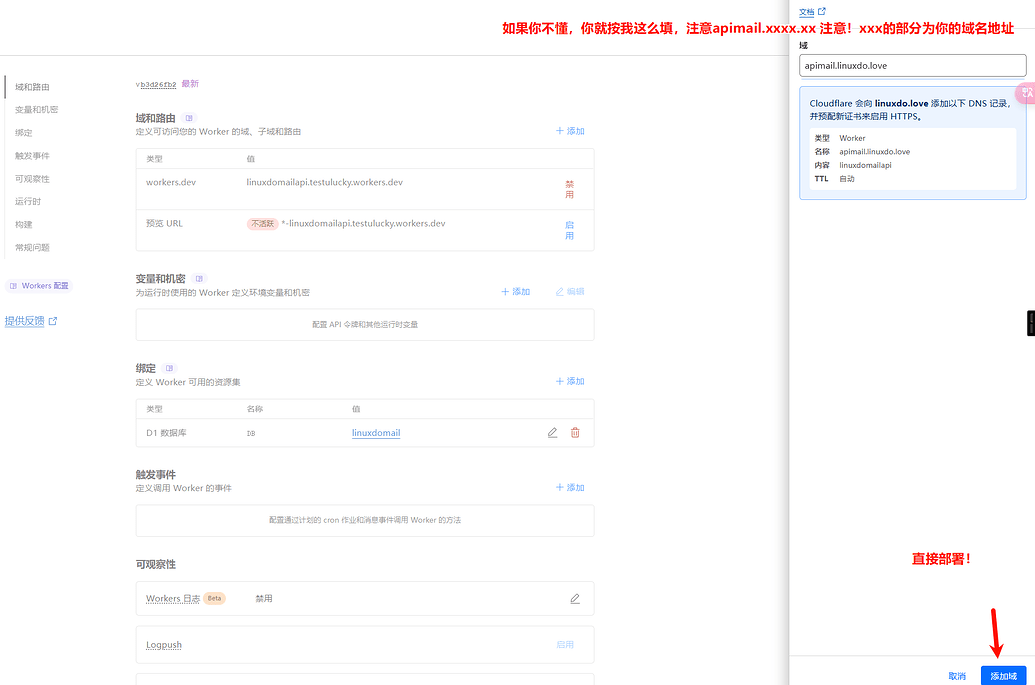 文档
如果你不懂，你就按我这么填，注意apimail.xxxx.xx 注意！xxx的部分为你的域名地址
域
apimail.linuxdo.love
Cloudflare 会向 linuxdo.love 添加以下 DNS 记录，
并预配新证书来启用 HTTPS。
类型 Worker
名称 apimail.linuxdo.love
内容 linuxdomailapi
TTL 自动
直接部署！
取消 添加域
域和路由
变量和机密
绑定
触发事件
可观察性
运行时
构建
常规问题
Workers 配置
提供反馈
vb3d26fb2 最新
域和路由
定义可访问您的 Worker 的域、子域和路由 添加
类型 值
workers.dev linuxdomailapi.testulucky.workers.dev 禁用
预览 URL 不活跃 *-linuxdomailapi.testulucky.workers.dev 启用
变量和机密
为运行时使用的 Worker 定义环境变量和机密 添加 编辑
配置 API 令牌和其他运行时变量
绑定
定义 Worker 可用的资源集 添加
类型 名称 值
D1 数据库 DB linuxdomail
触发事件
定义调用 Worker 的事件 添加
配置通过计划的 cron 作业和消息事件调用 Worker 的方法
可观察性
Workers 日志 Beta 禁用
Logpush 启用